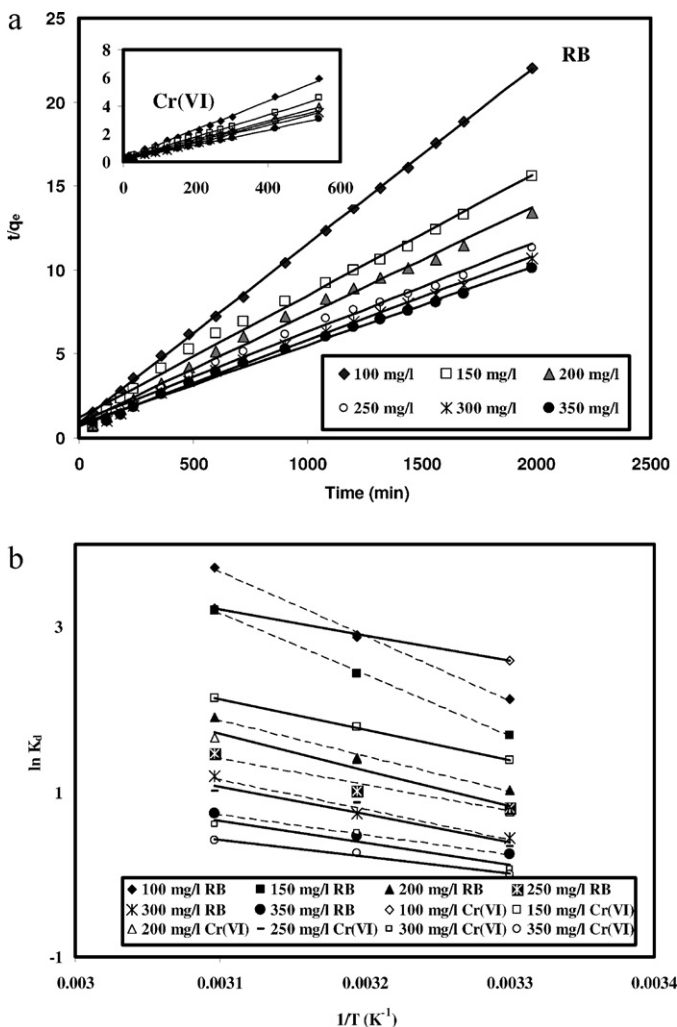 a
RB
Cr(VI)
8
6
4
2
0
0 200 400 600
25
20
15
10
5
0
t/qe
0 500 1000 1500 2000 2500
Time (min)
100 mg/l 150 mg/l 200 mg/l
250 mg/l 300 mg/l 350 mg/l
b
3
1
-1
ln Kd
100 mg/l RB 150 mg/l RB 200 mg/l RB 250 mg/l RB
300 mg/l RB 350 mg/l RB 100 mg/l Cr(VI) 150 mg/l Cr(VI)
200 mg/l Cr(VI) 250 mg/l Cr(VI) 300 mg/l Cr(VI) 350 mg/l Cr(VI)
0.003 0.0031 0.0032 0.0033 0.0034
1/T (K-1)